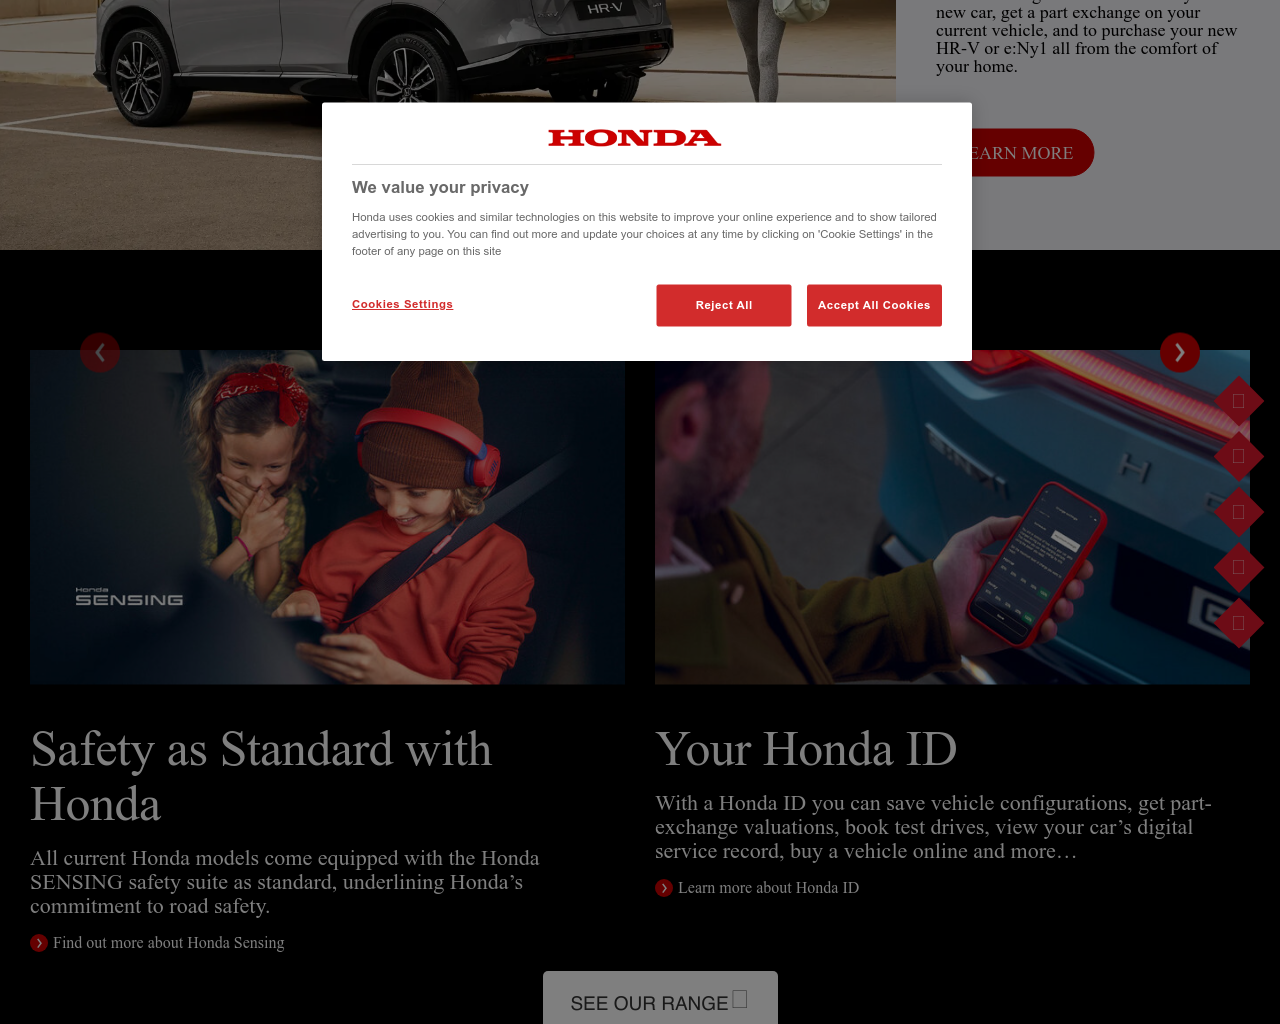 HR-V
new car, get a part exchange on your
current vehicle, and to purchase your new
HR-V or e:Ny1 all from the comfort of
your home.
EARN MORE
HONDA
We value your privacy
Honda uses cookies and similar technologies on this website to improve your online experience and to show tailored
advertising to you. You can find out more and update your choices at any time by clicking on 'Cookie Settings' in the
footer of any page on this site
Cookies Settings
Reject All
Accept All Cookies
Honda
SENSING
Safety as Standard with
Honda
All current Honda models come equipped with the Honda
SENSING safety suite as standard, underlining Honda’s
commitment to road safety.
Find out more about Honda Sensing
Your Honda ID
With a Honda ID you can save vehicle configurations, get part-
exchange valuations, book test drives, view your car’s digital
service record, buy a vehicle online and more…
Learn more about Honda ID
SEE OUR RANGE